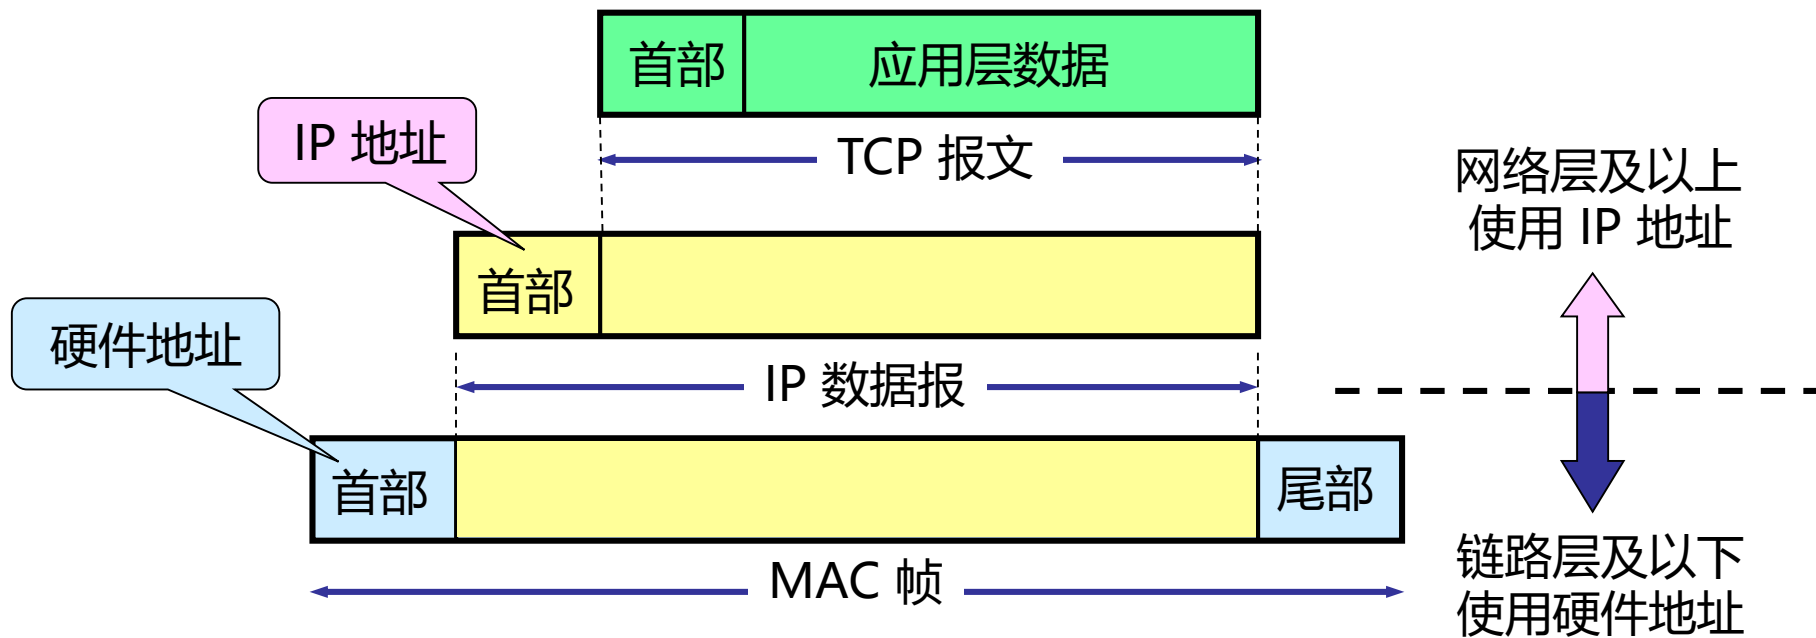 首部
应用层数据
IP 地址
TCP 报文
网络层及以上
使用 IP 地址
首部
硬件地址
IP 数据报
首部
尾部
链路层及以下
使用硬件地址
MAC 帧